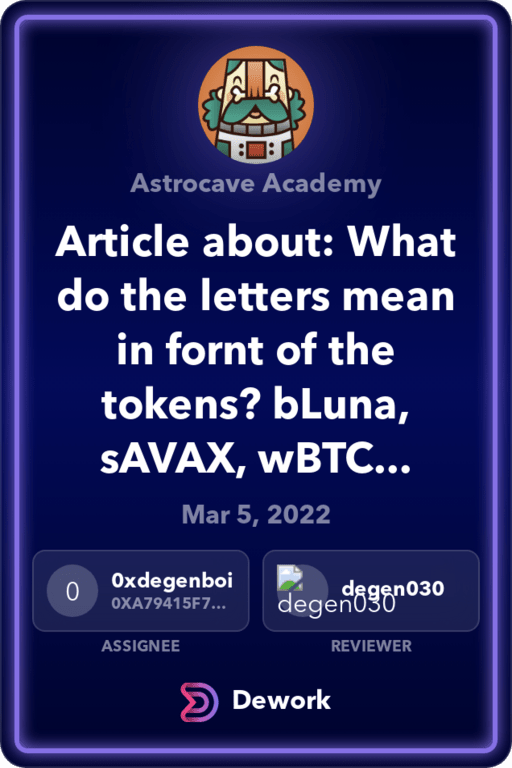 Astrocave Academy
Article about: What
do the letters mean
in fornt of the
tokens? bLuna,
sAVAX, wBTC...
Mar 5, 2022
0
0xdegenboi
0XA79415F7...
degen030
degen030
ASSIGNEE
REVIEWER
Dework